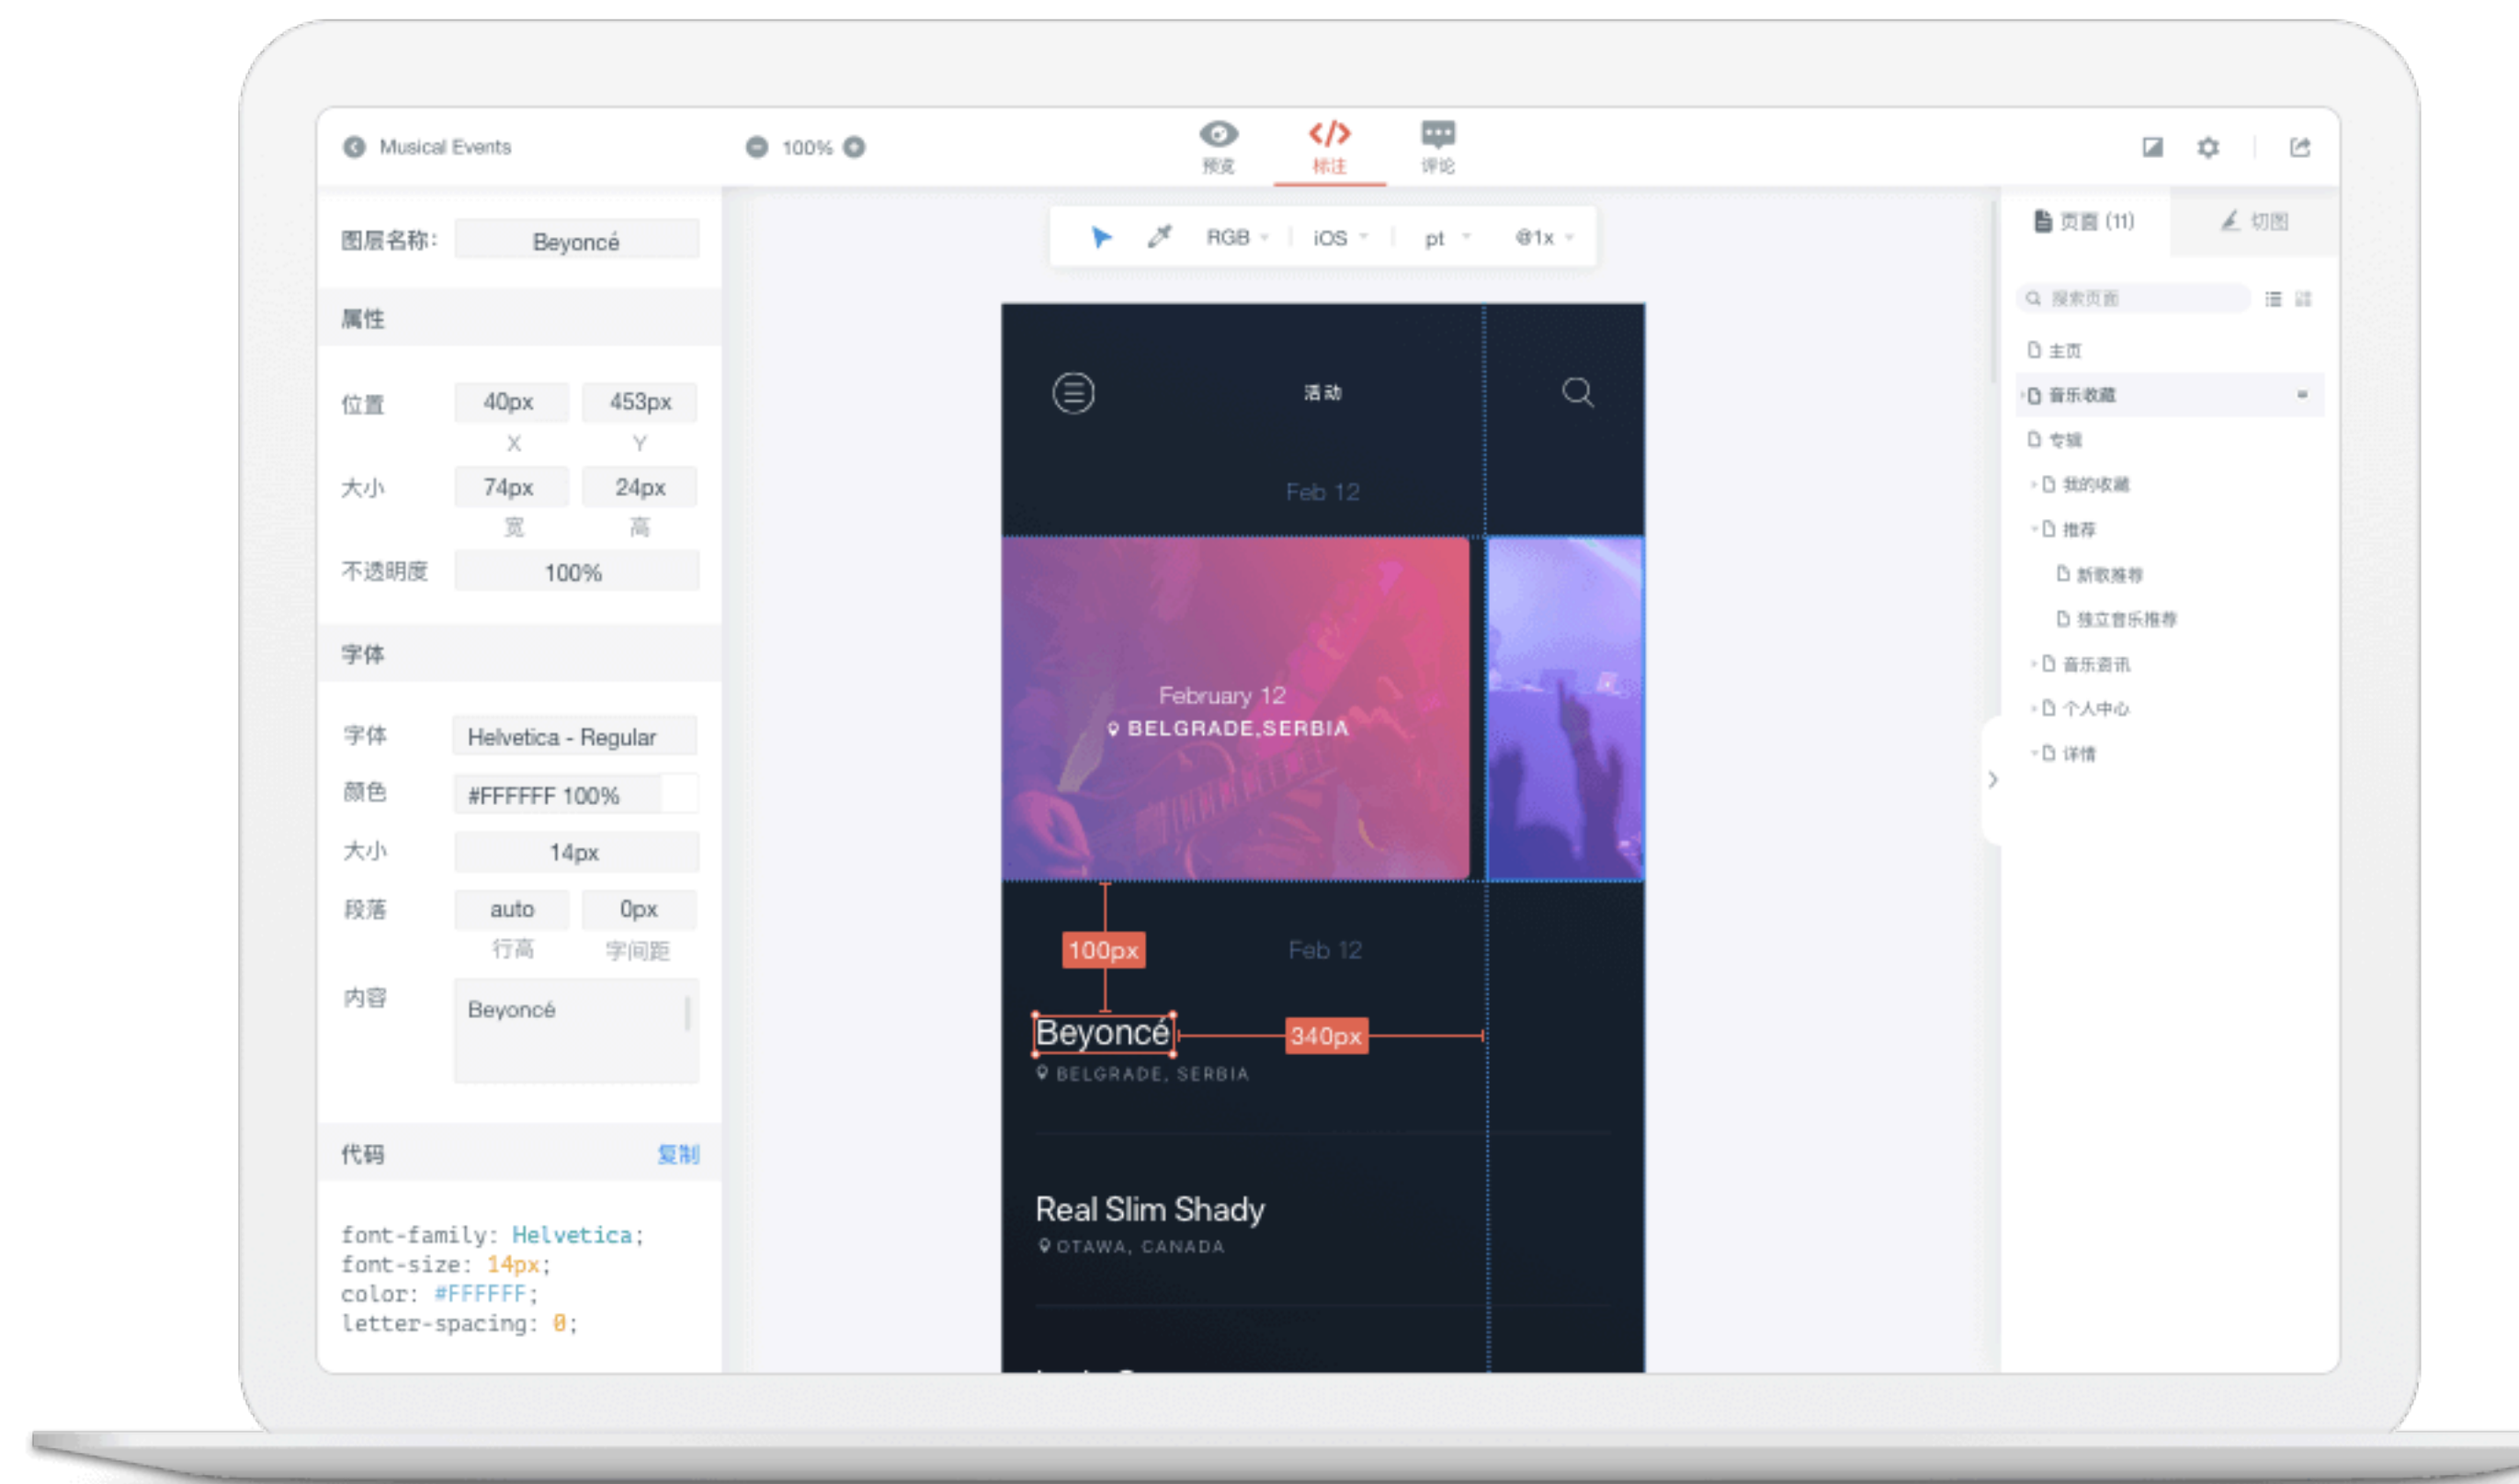 Musical Events
100%
预览
标注
评论
图层名称:
Beyoncé
属性
位置
40px
453px
X
Y
大小
74px
24px
宽
高
不透明度
100%
字体
字体
Helvetica - Regular
颜色
#FFFFFF 100%
大小
14px
段落
auto
0px
行高
字间距
内容
Beyoncé
代码
复制
font-family: Helvetica;
font-size: 14px;
color: #FFFFFF;
letter-spacing: 0;
RGB
iOS
pt
@1x
活动
Feb 12
February 12
BELGRADE,SERBIA
100px
Feb 12
Beyoncé
340px
BELGRADE, SERBIA
Real Slim Shady
OTAWA, CANADA
页面 (11)
切图
搜索页面
主页
音乐收藏
专辑
我的收藏
推荐
新歌推荐
独立音乐推荐
音乐资讯
个人中心
详情